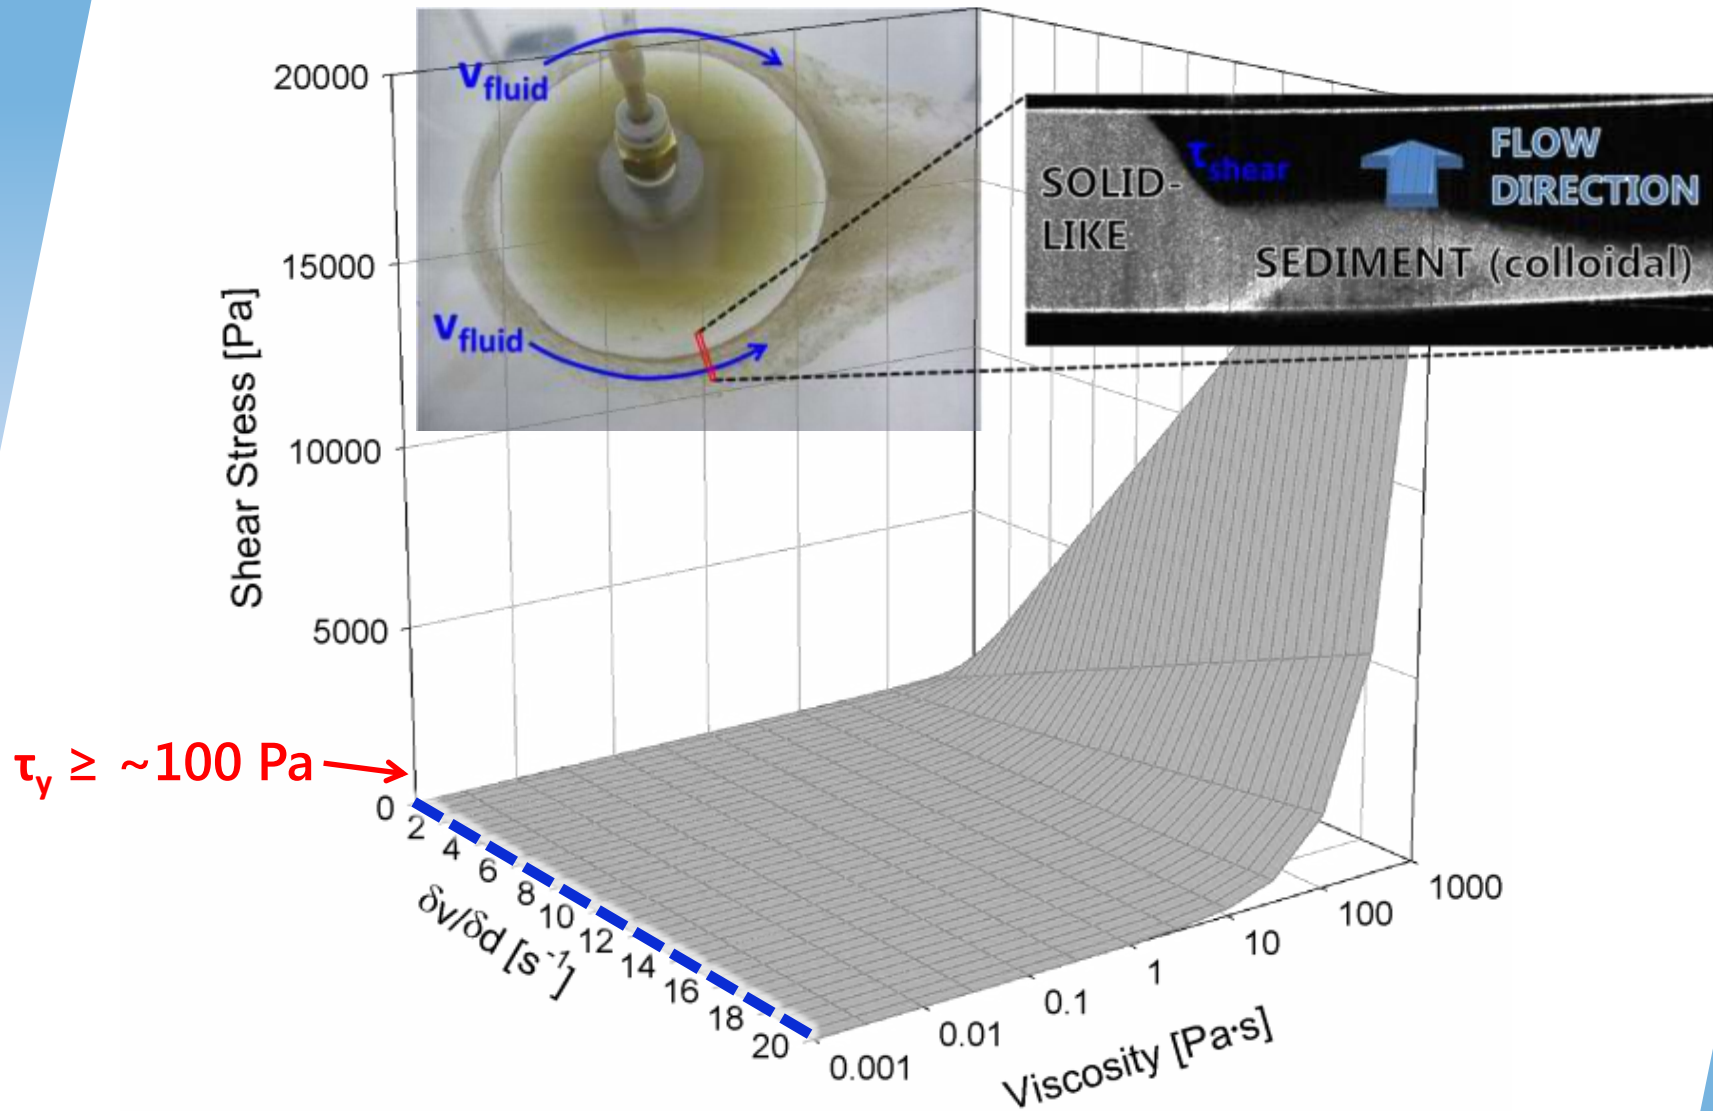 20000
15000
10000
5000
0
Shear Stress [Pa]
v_fluid
v_fluid
τ_shear
SOLID-
LIKE
FLOW
DIRECTION
SEDIMENT (colloidal)
τ_y ≥ ~100 Pa
2
4
6
8
10
12
14
16
18
20
δv/δd [s⁻¹]
0.001
0.01
0.1
1
10
100
1000
Viscosity [Pa·s]